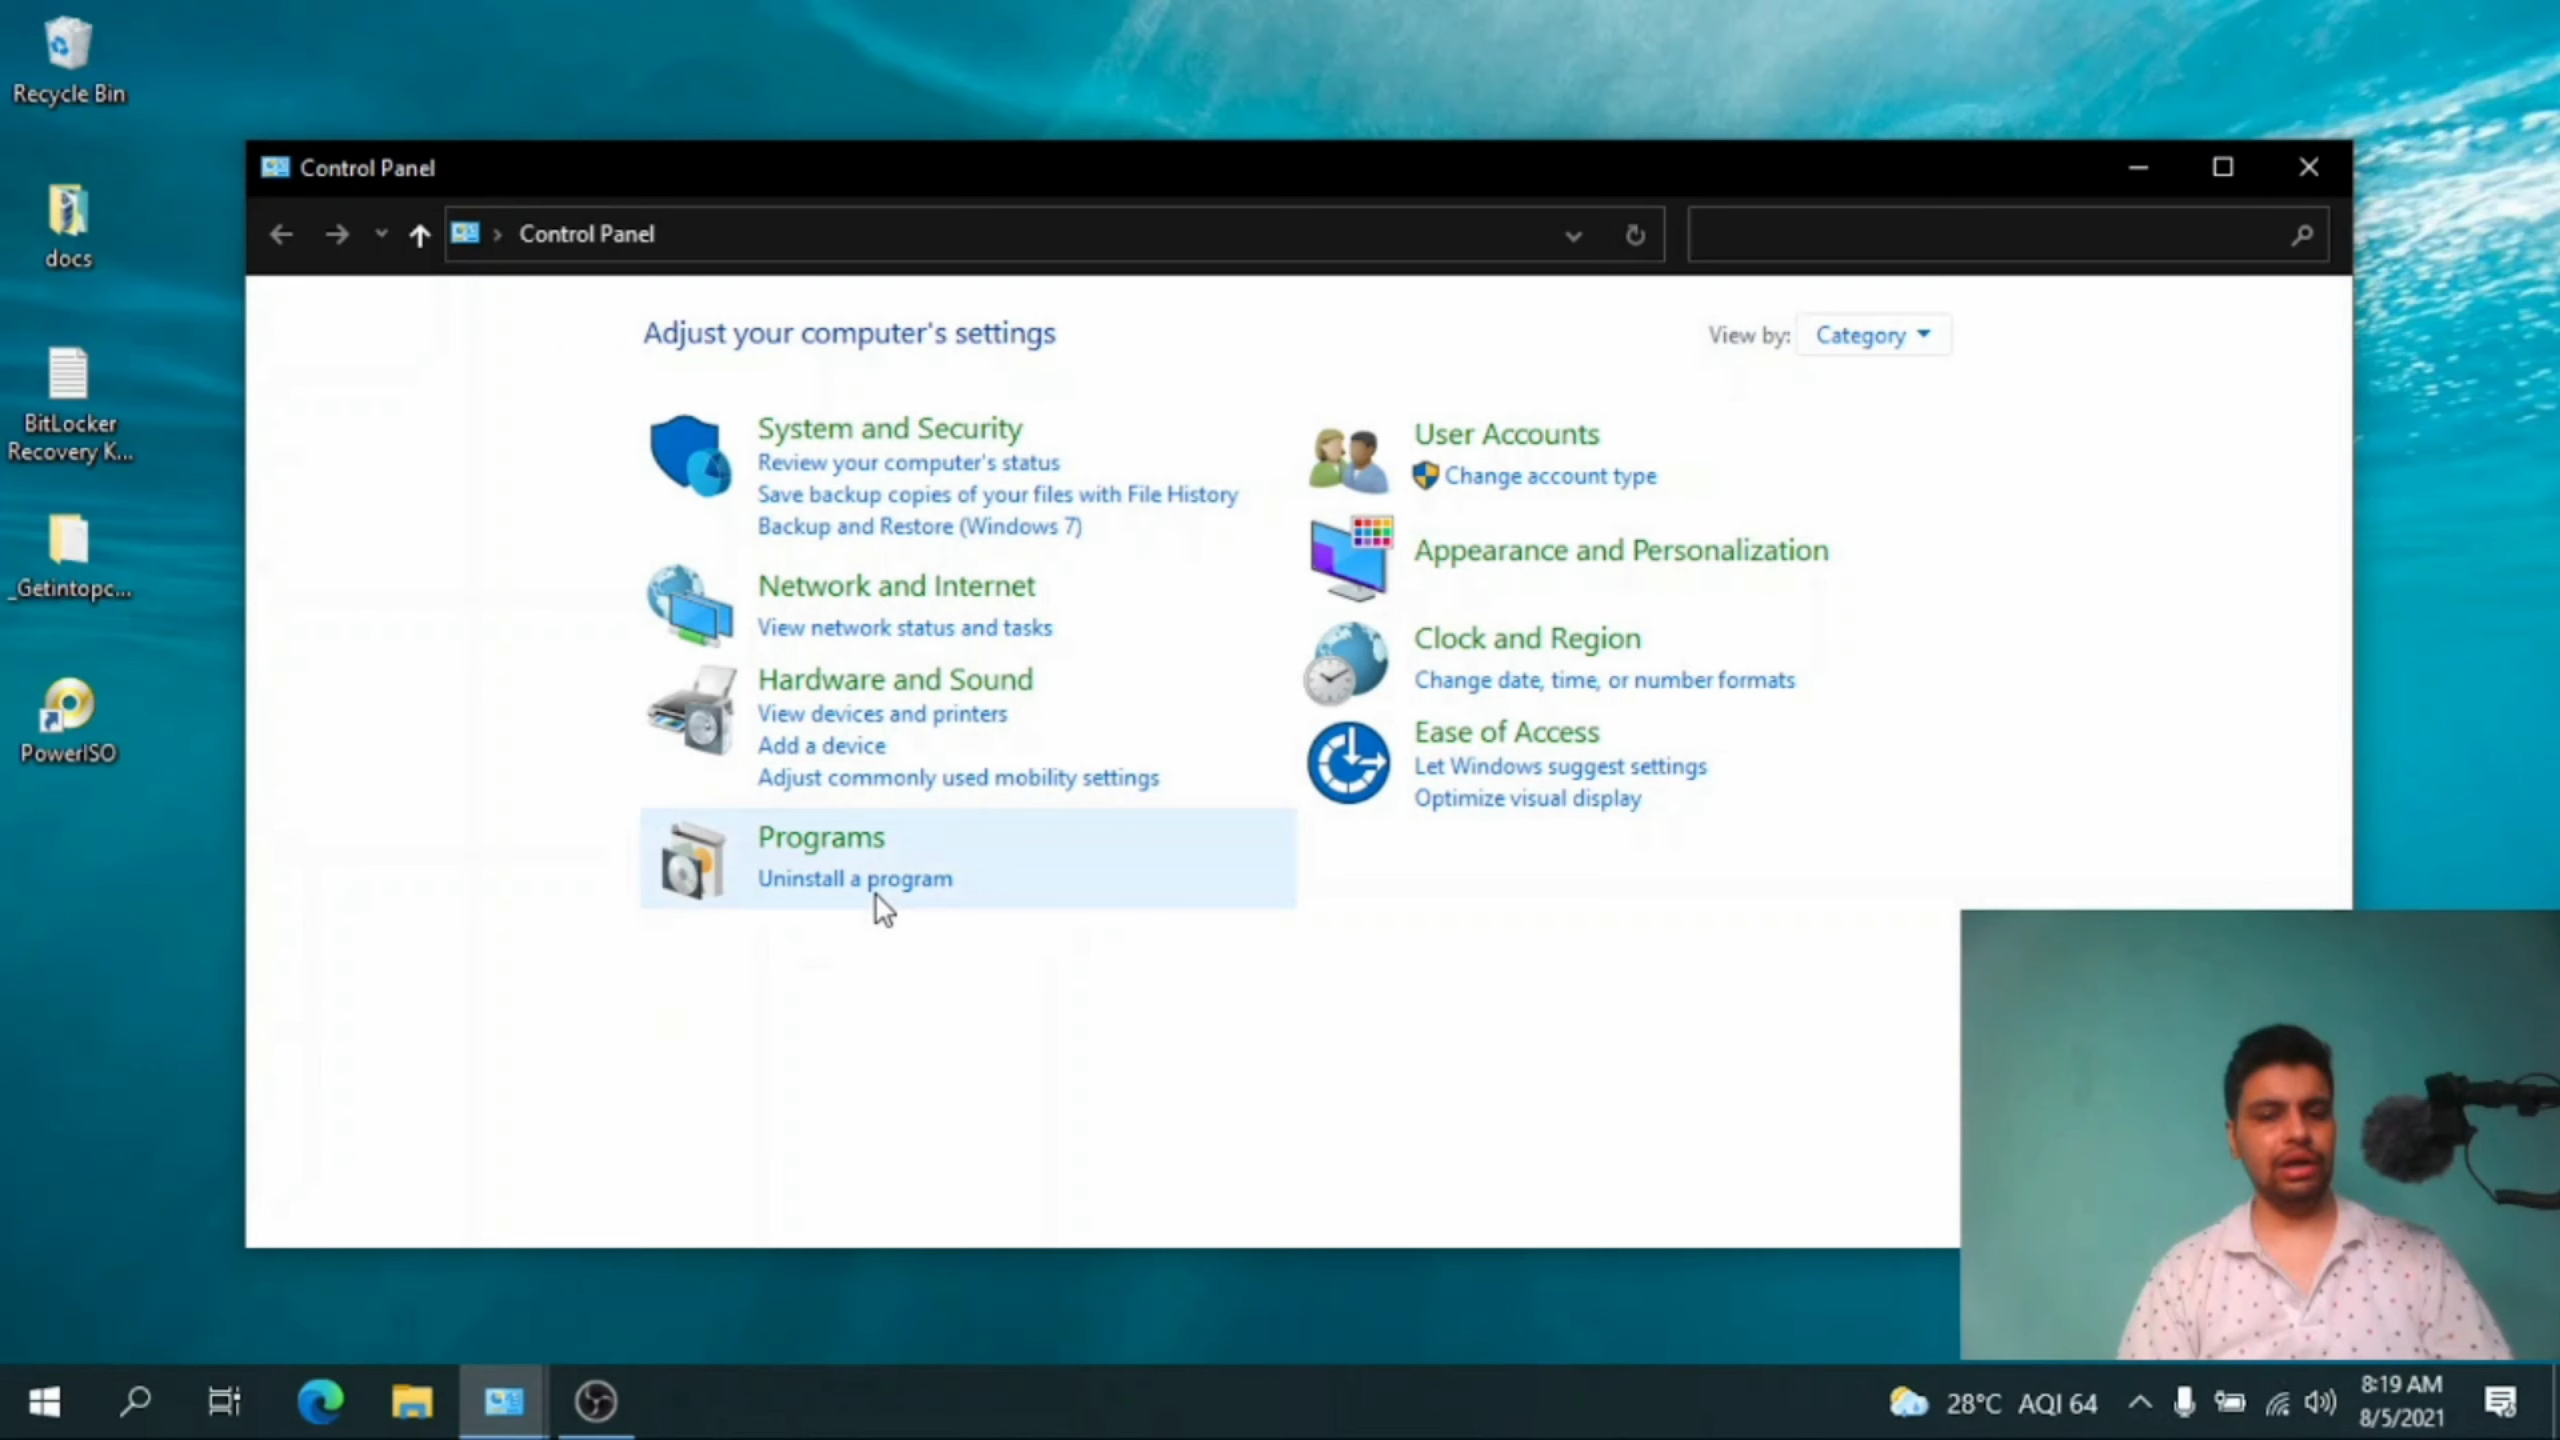 Recycle Bin
docs
BitLocker
Recovery K...
_Getintopc...
PowerISO
Control Panel
Control Panel
Adjust your computer's settings
View by: Category
System and Security
Review your computer's status
Save backup copies of your files with File History
Backup and Restore (Windows 7)
Network and Internet
View network status and tasks
Hardware and Sound
View devices and printers
Add a device
Adjust commonly used mobility settings
Programs
Uninstall a program
User Accounts
Change account type
Appearance and Personalization
Clock and Region
Change date, time, or number formats
Ease of Access
Let Windows suggest settings
Optimize visual display
28°C AQI 64
8:19 AM
8/5/2021